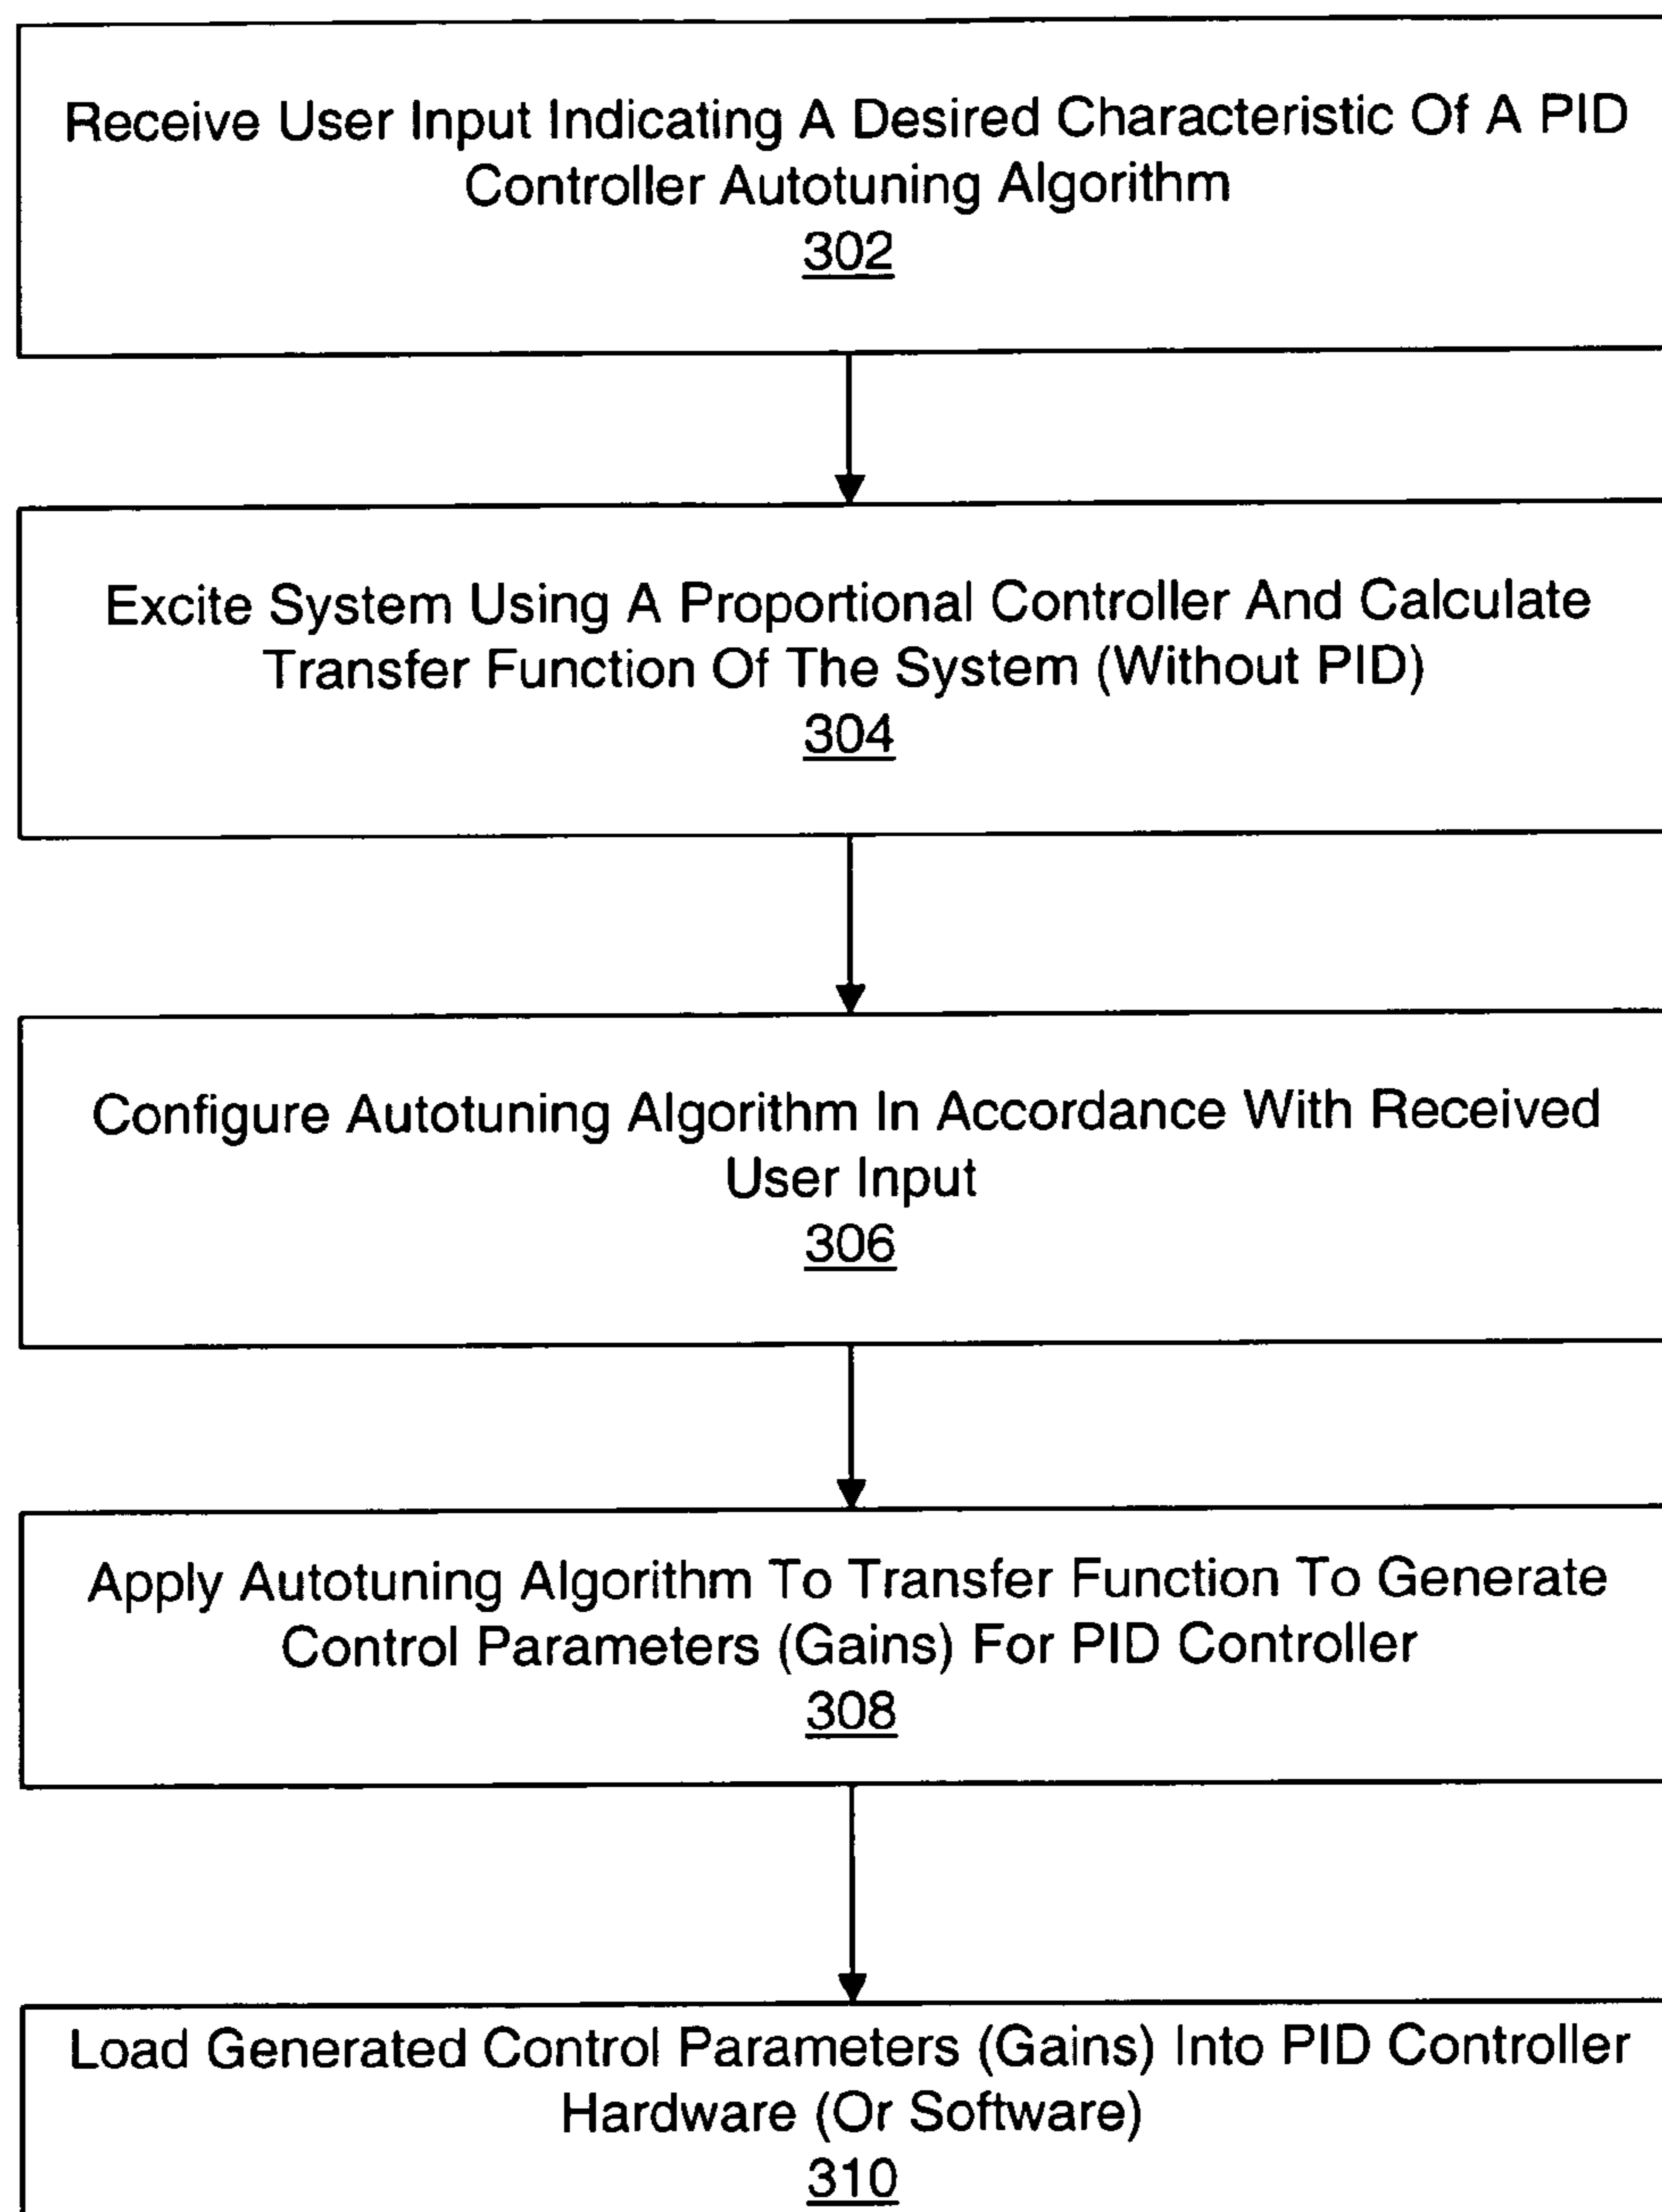 Receive User Input Indicating A Desired Characteristic Of A PID
Controller Autotuning Algorithm
302
Excite System Using A Proportional Controller And Calculate
Transfer Function Of The System (Without PID)
304
Configure Autotuning Algorithm In Accordance With Received
User Input
306
Apply Autotuning Algorithm To Transfer Function To Generate
Control Parameters (Gains) For PID Controller
308
Load Generated Control Parameters (Gains) Into PID Controller
Hardware (Or Software)
310